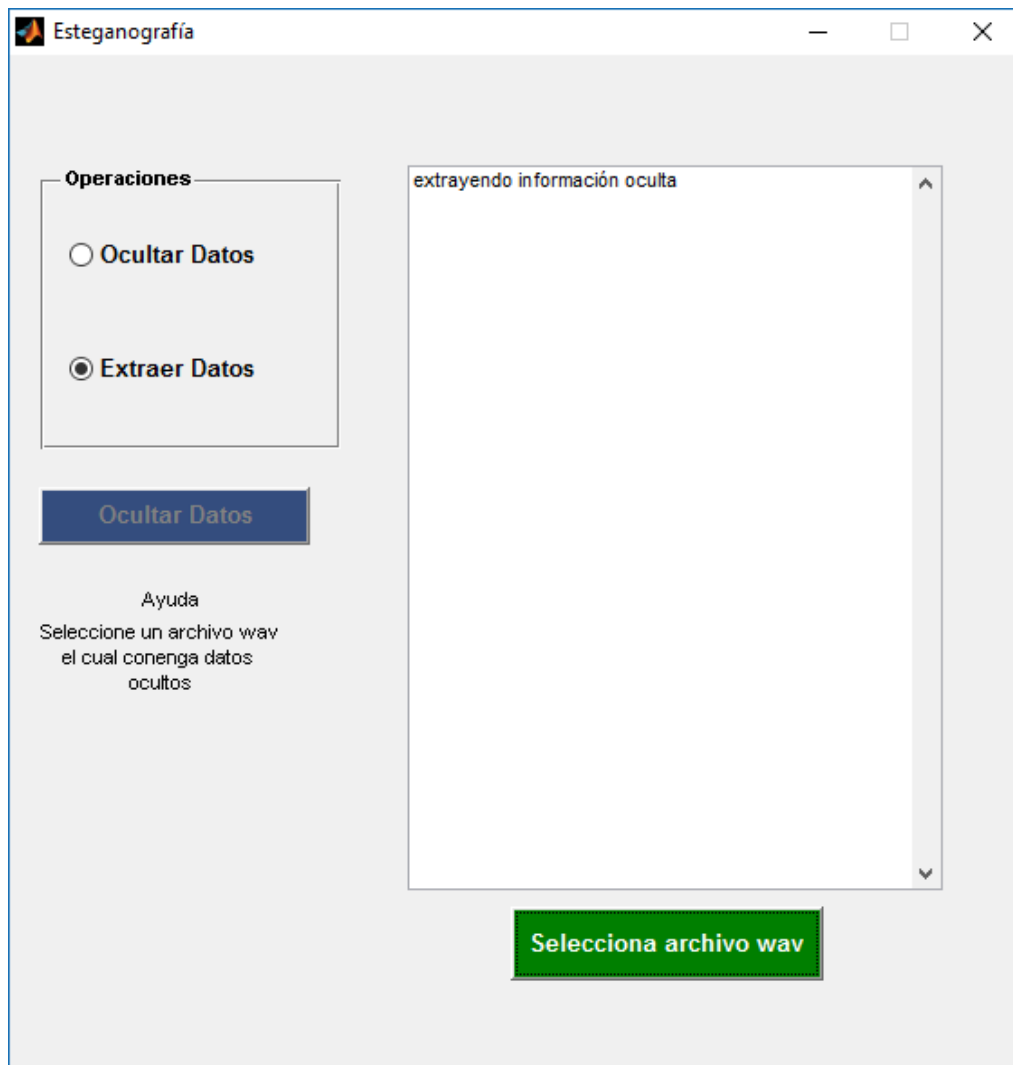 Esteganografía
Operaciones
Ocultar Datos
Extraer Datos
Ocultar Datos
Ayuda
Seleccione un archivo wav
el cual conenga datos
ocultos
extrayendo información oculta
Selecciona archivo wav